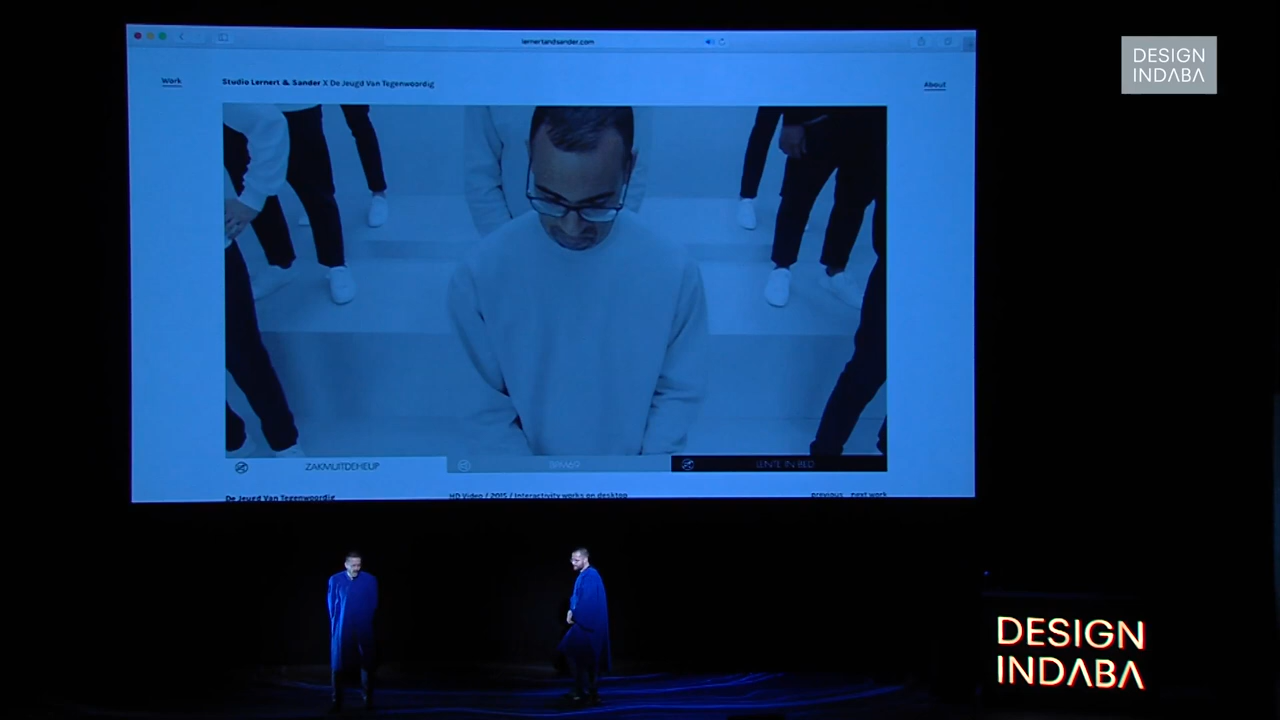 lernertandsander.com
DESIGN
INDABA
Work
Studio Lernert & Sander X De Jeugd Van Tegenwoordig
About
ZAKMUITDEHEUP
LENTE IN BED
De Jeugd Van Tegenwoordig
HD Video / 2015 / Interactivity works on desktop
previous
next work
DESIGN
INDABA